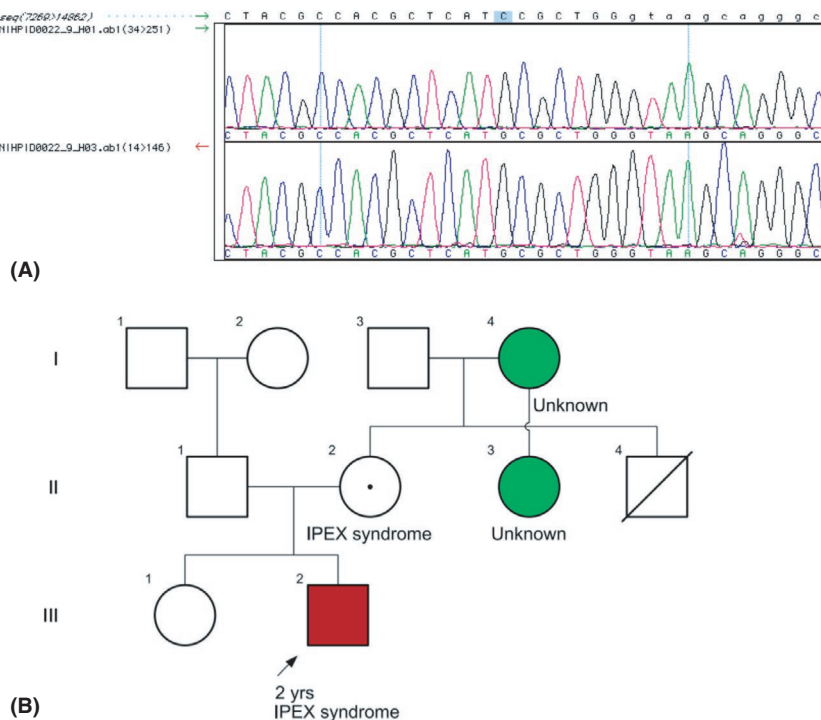 seq(7269>14862) C T A C G C C A C G C T C A T C C G C T G G g t a a g c a g g g c
NIHPID0022_9_H01.ab1(34>251)
C T A C G C C A C G C T C A T G C G C T G G G T A A G C A G G G C
NIHPID0022_9_H03.ab1(14>146)
C T A C G C C A C G C T C A T G C G C T G G G T A A G C A G G G C
(A)
1 2 3 4
I
Unknown
1 2 3 4
II
IPEX syndrome Unknown
1 2
III
2 yrs
(B) IPEX syndrome